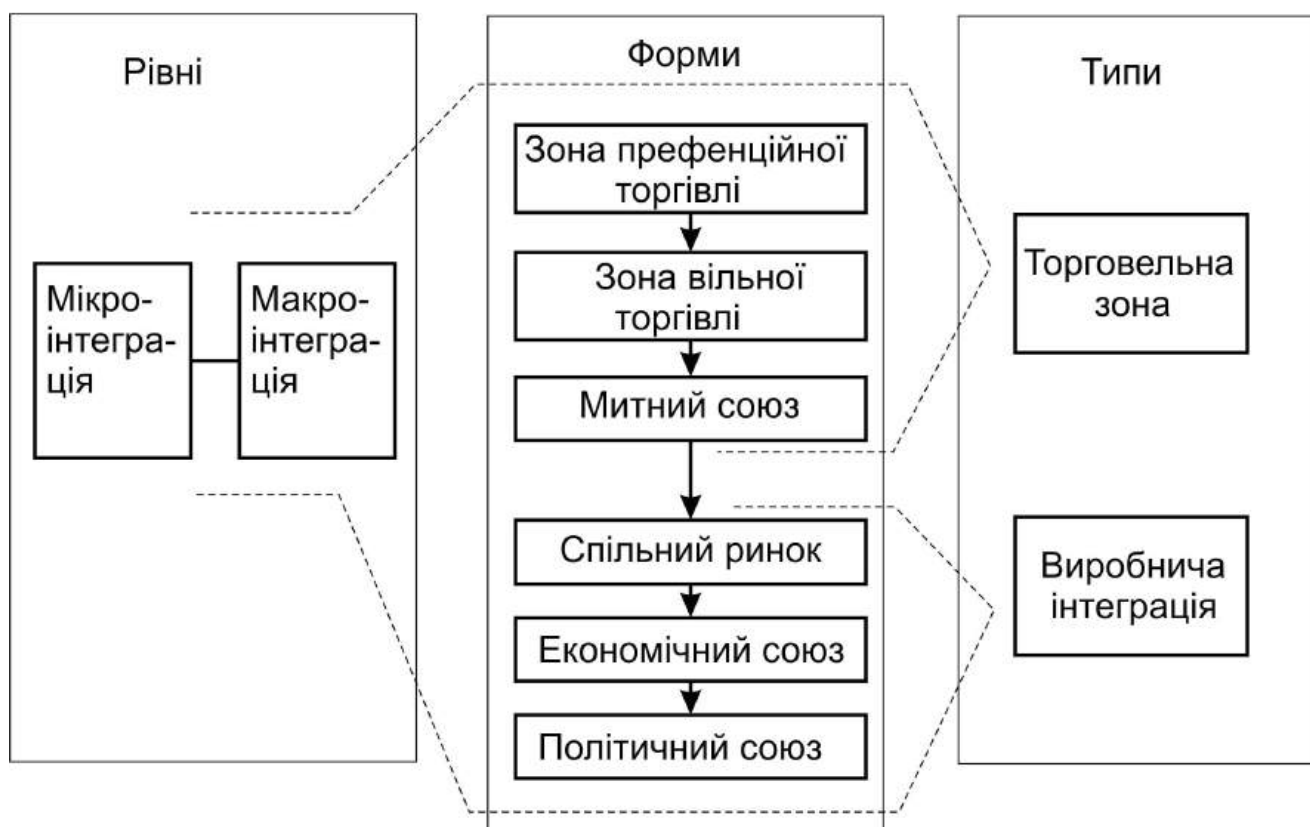 Рівні
Мікро-
інтегра-
ція
Макро-
інтегра-
ція
Форми
Зона префенційної
торгівлі
Зона вільної
торгівлі
Митний союз
Спільний ринок
Економічний союз
Політичний союз
Типи
Торговельна
зона
Виробнича
інтеграція